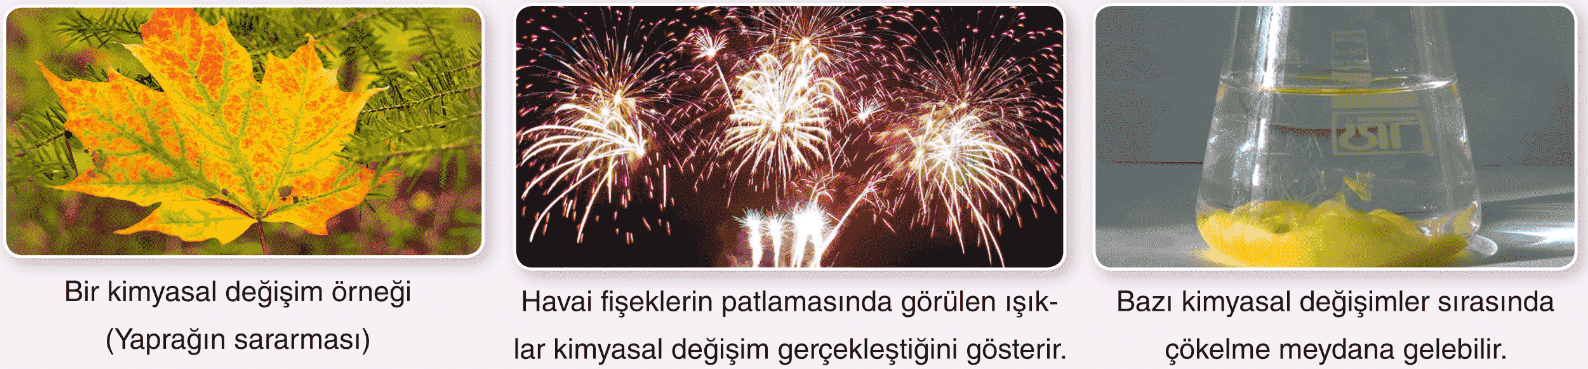 Bir kimyasal değişim örneği
(Yaprağın sararması)
Havai fişeklerin patlamasında görülen ışık-
lar kimyasal değişim gerçekleştiğini gösterir.
Bazı kimyasal değişimler sırasında
çökelme meydana gelebilir.